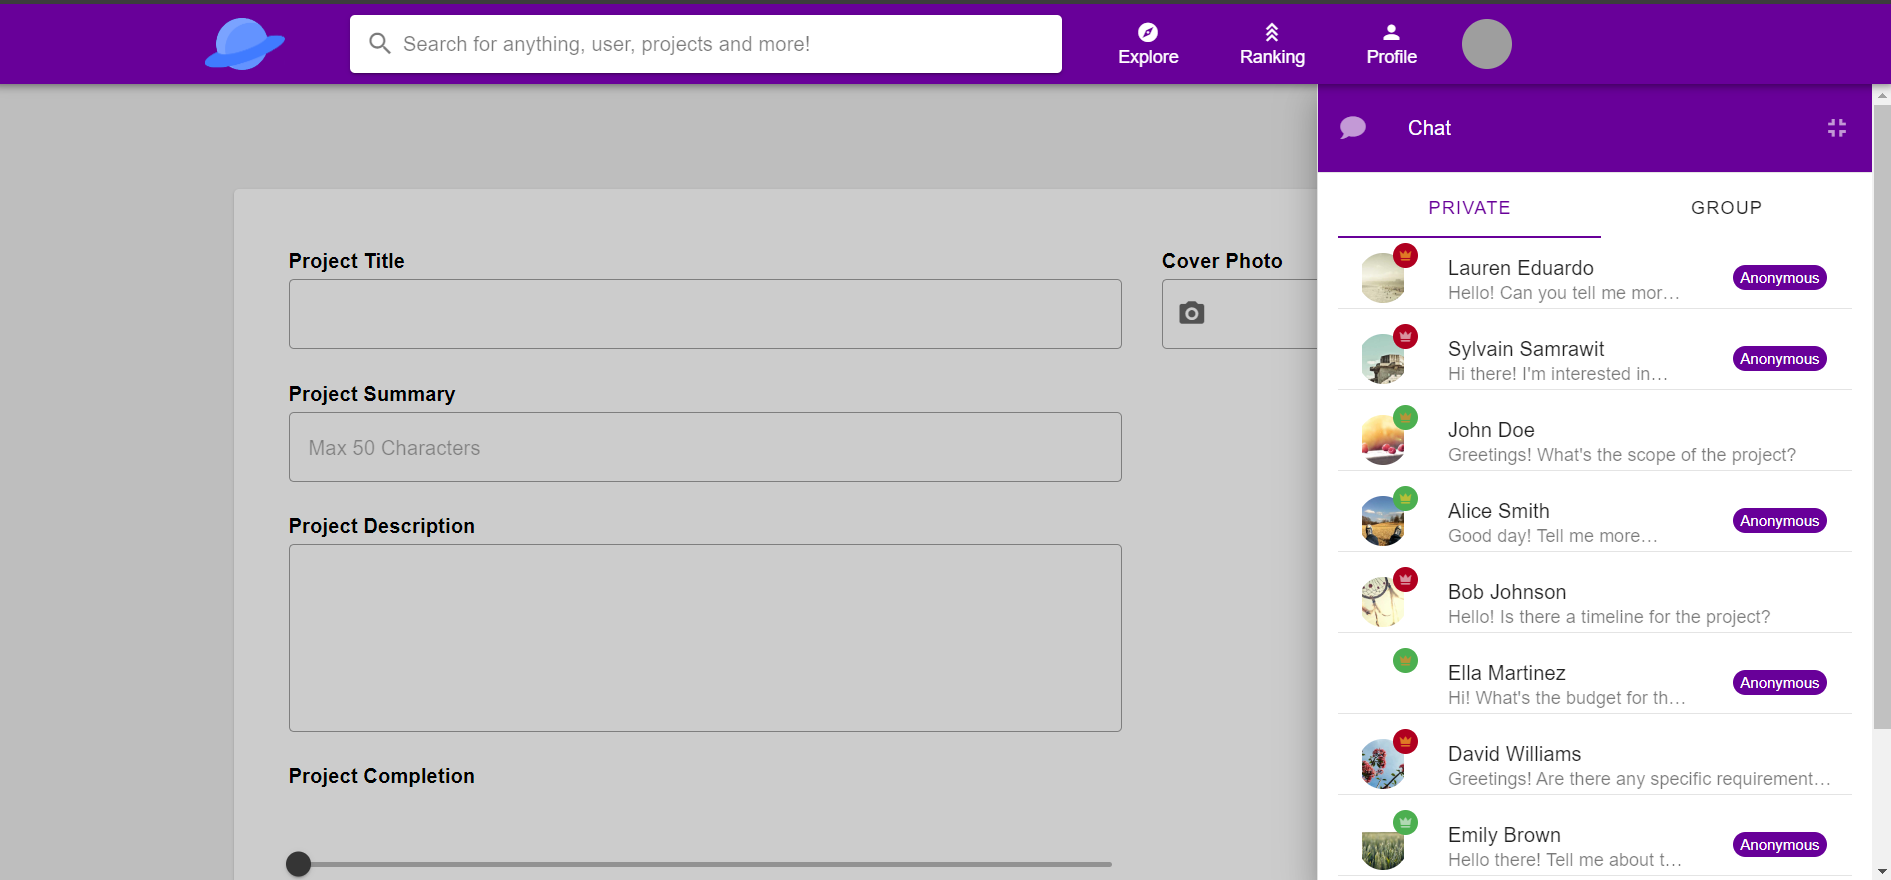 Search for anything, user, projects and more!
Explore
Ranking
Profile
Chat
PRIVATE
GROUP
Project Title
Cover Photo
Project Summary
Max 50 Characters
Project Description
Project Completion
Lauren Eduardo
Hello! Can you tell me mor…
Anonymous
Sylvain Samrawit
Hi there! I'm interested in…
Anonymous
John Doe
Greetings! What's the scope of the project?
Alice Smith
Good day! Tell me more…
Anonymous
Bob Johnson
Hello! Is there a timeline for the project?
Ella Martinez
Hi! What's the budget for th…
Anonymous
David Williams
Greetings! Are there any specific requirement…
Emily Brown
Hello there! Tell me about t…
Anonymous